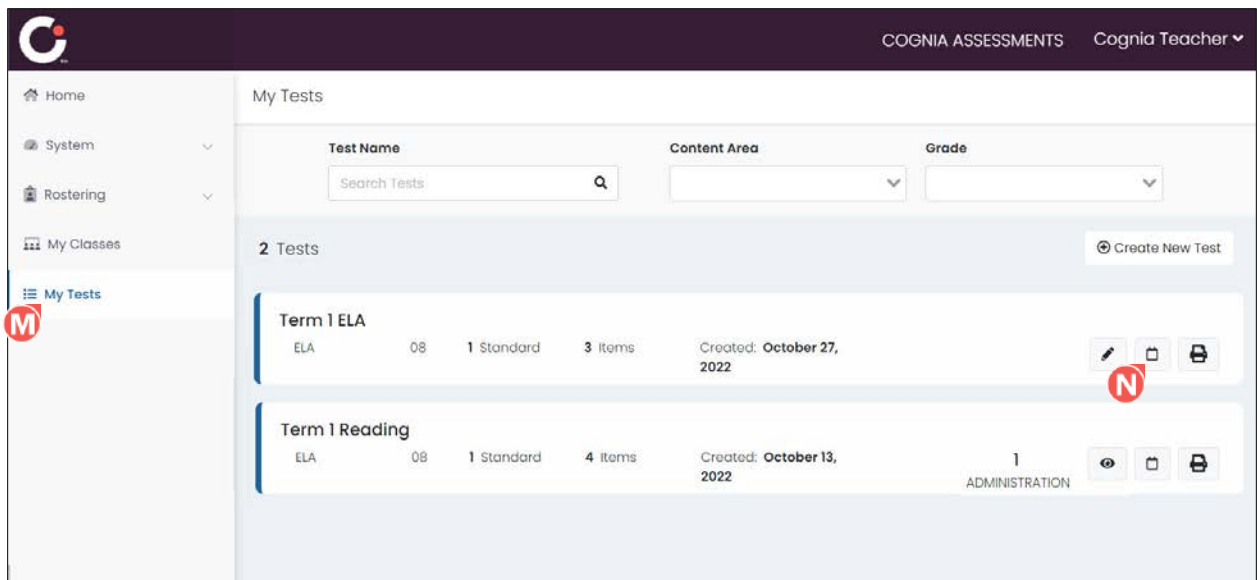 COGNIA ASSESSMENTS Cognia Teacher
Home
System
Rostering
My Classes
My Tests
M
My Tests
Test Name Content Area Grade
Search Tests
2 Tests Create New Test
Term 1 ELA
ELA 08 1 Standard 3 Items Created: October 27,
2022
N
Term 1 Reading
ELA 08 1 Standard 4 Items Created: October 13,
2022
1
ADMINISTRATION